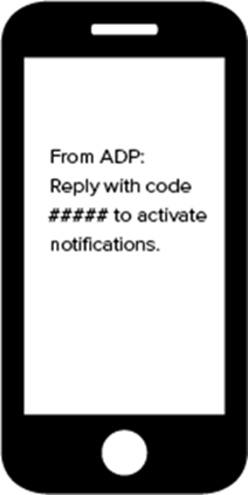 From ADP:
Reply with code
##### to activate
notifications.